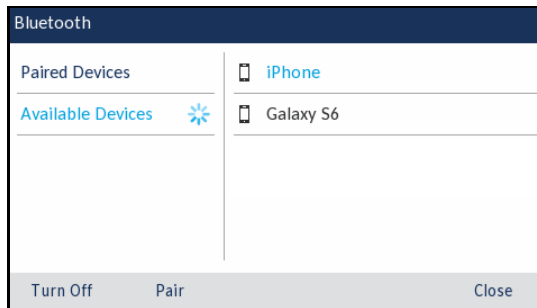 Bluetooth
Paired Devices
iPhone
Available Devices
Galaxy S6
Turn Off Pair Close